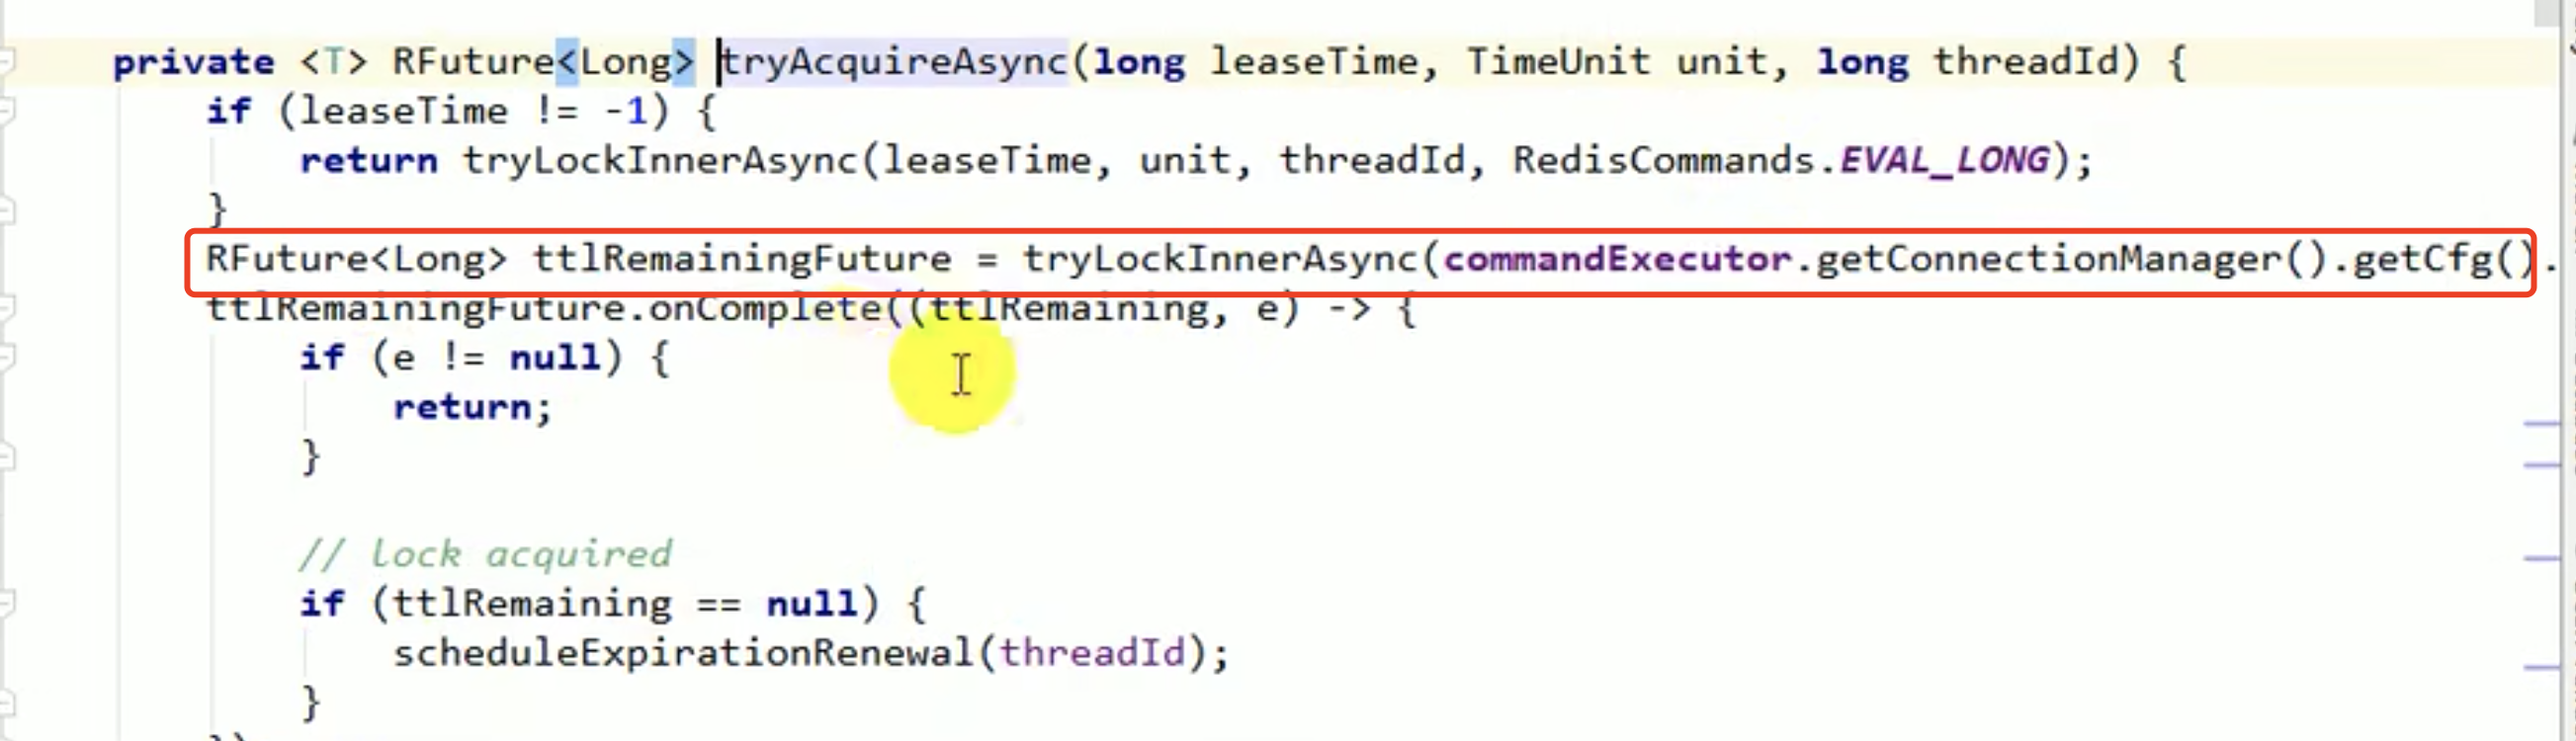 private <T> RFuture<Long> tryAcquireAsync(long leaseTime, TimeUnit unit, long threadId) {
if (leaseTime != -1) {
return tryLockInnerAsync(leaseTime, unit, threadId, RedisCommands.EVAL_LONG);
}
RFuture<Long> ttlRemainingFuture = tryLockInnerAsync(commandExecutor.getConnectionManager().getCfg().
ttlRemainingFuture.onComplete((ttlRemaining, e) -> {
if (e != null) {
return;
}
// lock acquired
if (ttlRemaining == null) {
scheduleExpirationRenewal(threadId);
}